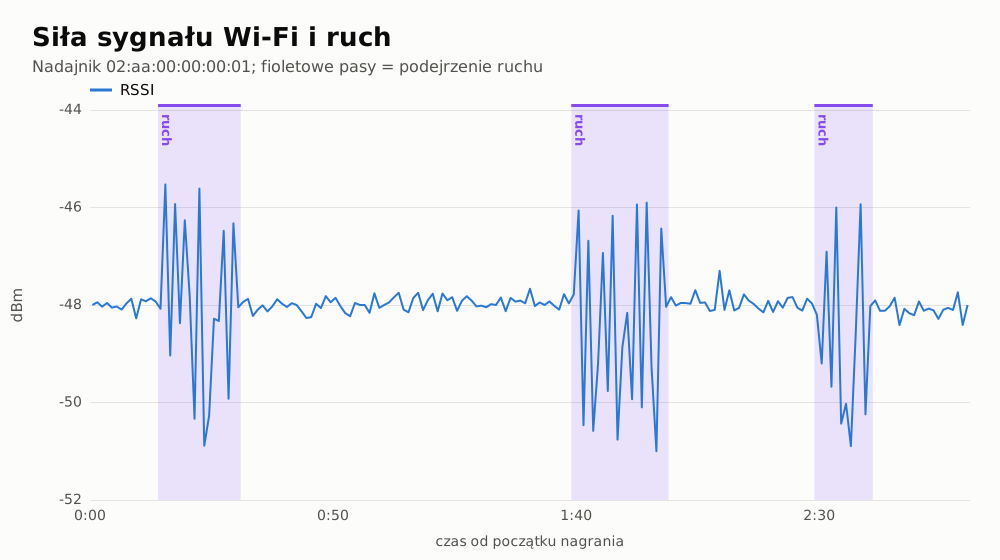 Siła sygnału Wi-Fi i ruch
Nadajnik 02:aa:00:00:00:01; fioletowe pasy = podejrzenie ruchu
RSSI
-44
ruch
ruch
ruch
-46
-48
dBm
-50
-52
0:00
0:50
1:40
2:30
czas od początku nagrania